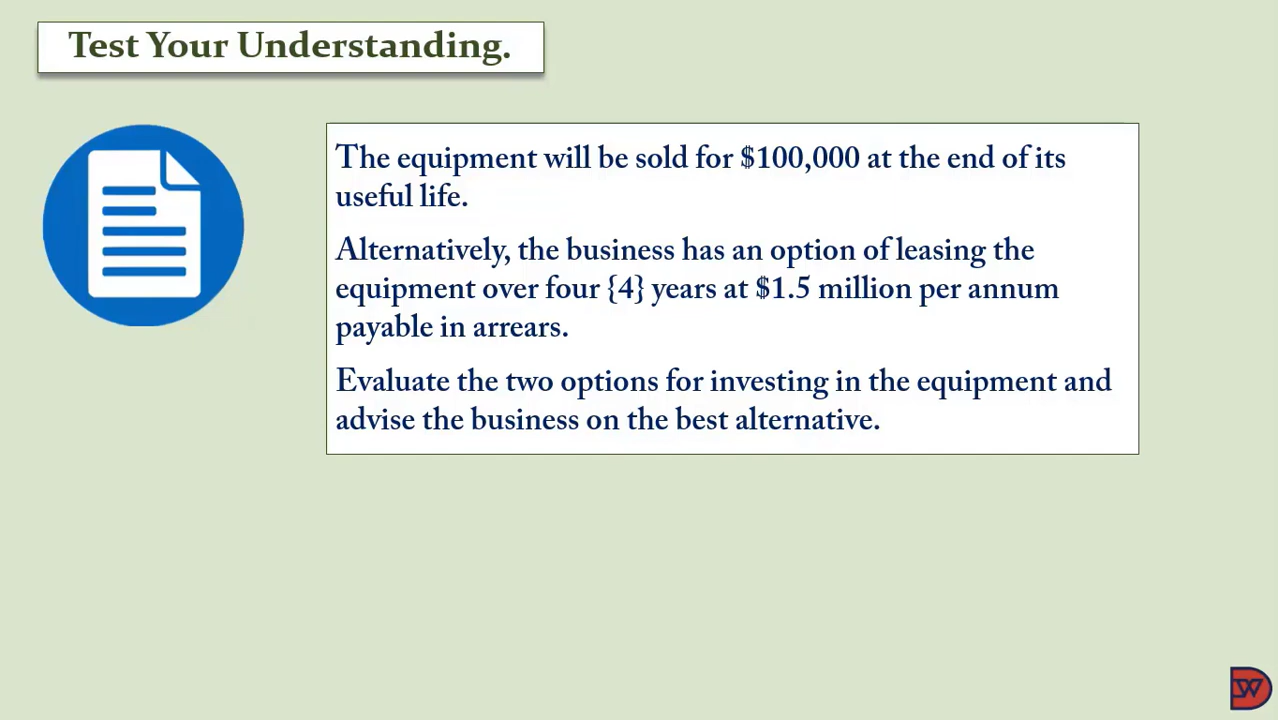 Test Your Understanding.
The equipment will be sold for $100,000 at the end of its
useful life.
Alternatively, the business has an option of leasing the
equipment over four {4} years at $1.5 million per annum
payable in arrears.
Evaluate the two options for investing in the equipment and
advise the business on the best alternative.
DW